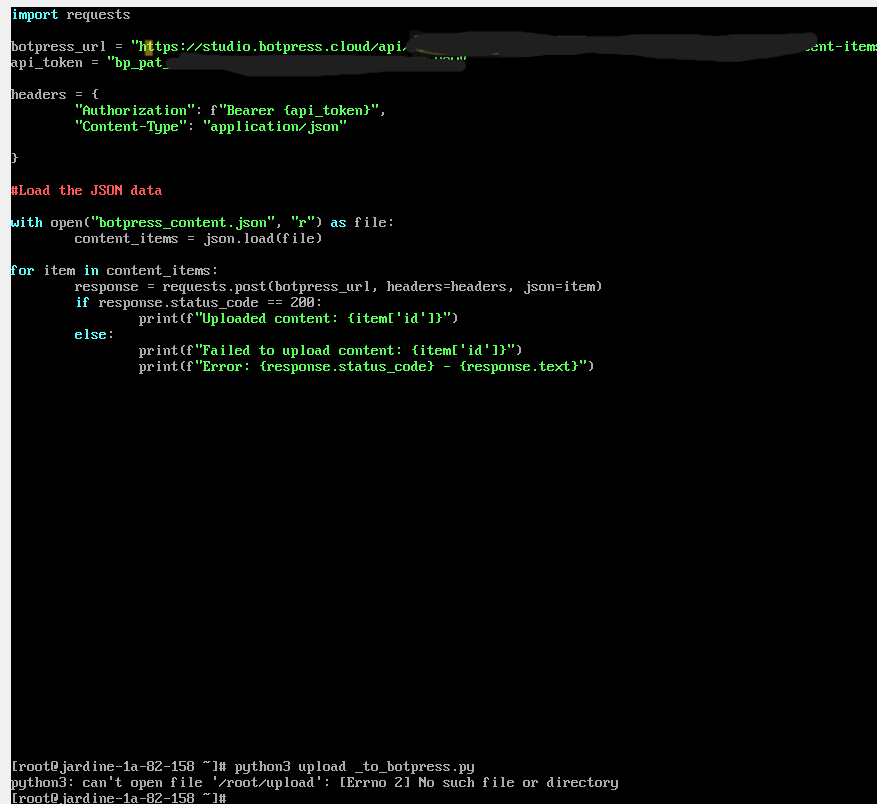 import requests
botpress_url = "https://studio.botpress.cloud/api/ ent-items
api_token = "bp_pat_
headers = {
"Authorization": f"Bearer {api_token}",
"Content-Type": "application/json"
}
#Load the JSON data
with open("botpress_content.json", "r") as file:
content_items = json.load(file)
for item in content_items:
response = requests.post(botpress_url, headers=headers, json=item)
if response.status_code == 200:
print(f"Uploaded content: {item['id']}")
else:
print(f"Failed to upload content: {item['id']}")
print(f"Error: {response.status_code} - {response.text}")
[root@jardine-1a-82-158 ~]# python3 upload _to_botpress.py
python3: can't open file '/root/upload': [Errno 2] No such file or directory
[root@jardine-1a-82-158 ~]#